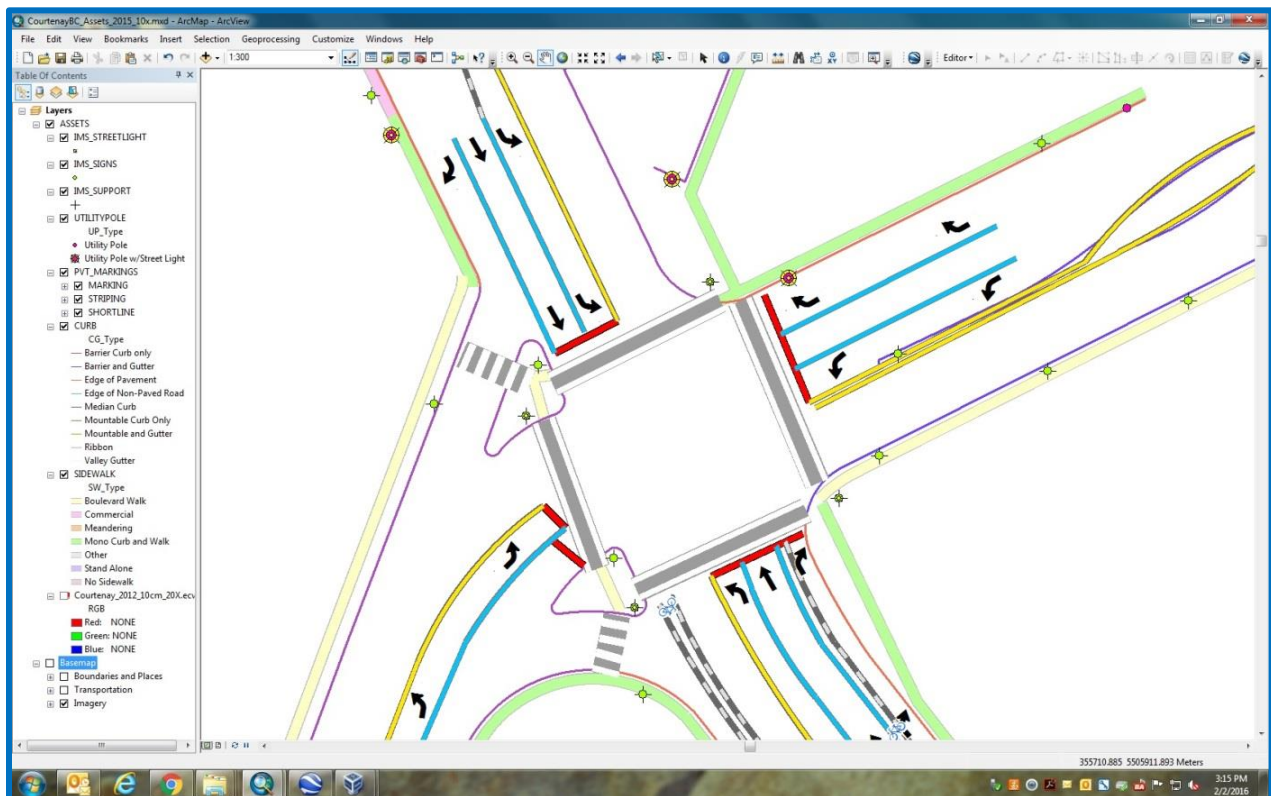 CourtenayBC_Assets_2015_10x.mxd - ArcMap - ArcView
File Edit View Bookmarks Insert Selection Geoprocessing Customize Windows Help
1:300
Editor
Table Of Contents
Layers
ASSETS
IMS_STREETLIGHT
IMS_SIGNS
IMS_SUPPORT
UTILITYPOLE
UP_Type
Utility Pole
Utility Pole w/Street Light
PVT_MARKINGS
MARKING
STRIPING
SHORTLINE
CURB
CG_Type
Barrier Curb only
Barrier and Gutter
Edge of Pavement
Edge of Non-Paved Road
Median Curb
Mountable Curb Only
Mountable and Gutter
Ribbon
Valley Gutter
SIDEWALK
SW_Type
Boulevard Walk
Commercial
Meandering
Mono Curb and Walk
Other
Stand Alone
No Sidewalk
Courtenay_2012_10cm_20X.ecw
RGB
Red: NONE
Green: NONE
Blue: NONE
Basemap
Boundaries and Places
Transportation
Imagery
355710.885 5505911.893 Meters
3:15 PM
2/2/2016